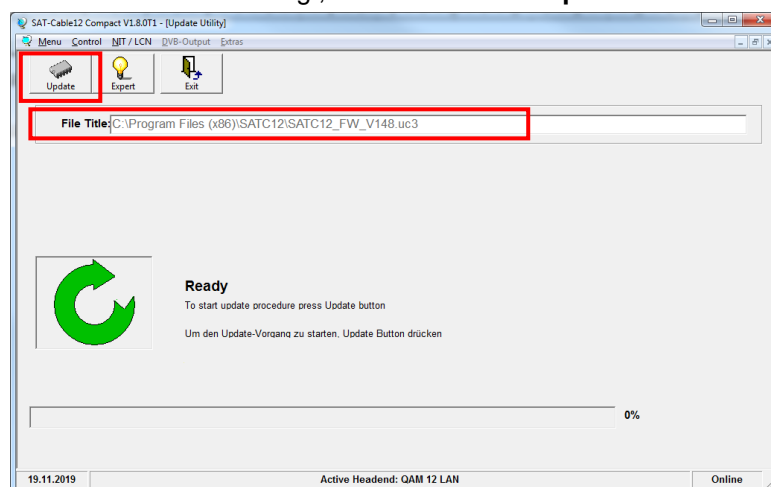 SAT-Cable12 Compact V1.8.0T1 - [Update Utility]
Menu Control NIT / LCN DVB-Output Extras
Update Expert Exit
File Title: C:\Program Files (x86)\SATC12\SATC12_FW_V148.uc3
Ready
To start update procedure press Update button
Um den Update-Vorgang zu starten, Update Button drücken
0%
19.11.2019 Active Headend: QAM 12 LAN Online